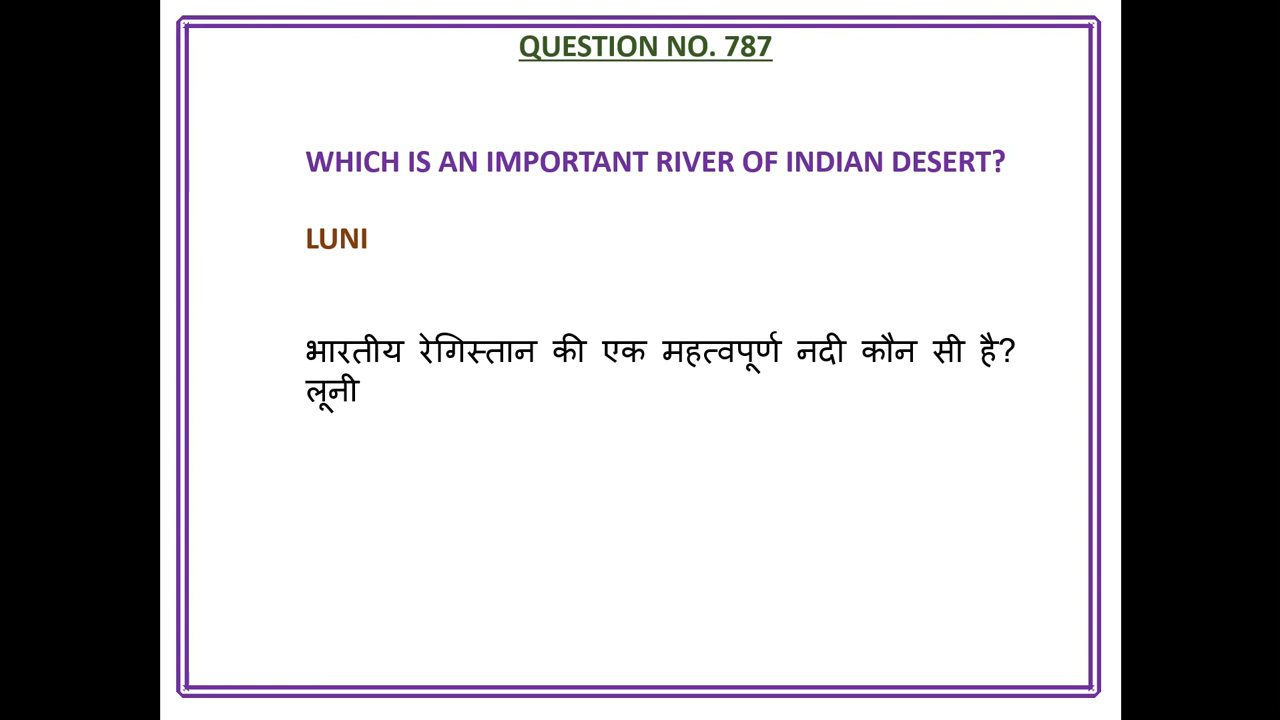 QUESTION NO. 787
WHICH IS AN IMPORTANT RIVER OF INDIAN DESERT?
LUNI
भारतीय रेगिस्तान की एक महत्वपूर्ण नदी कौन सी है?
लूनी